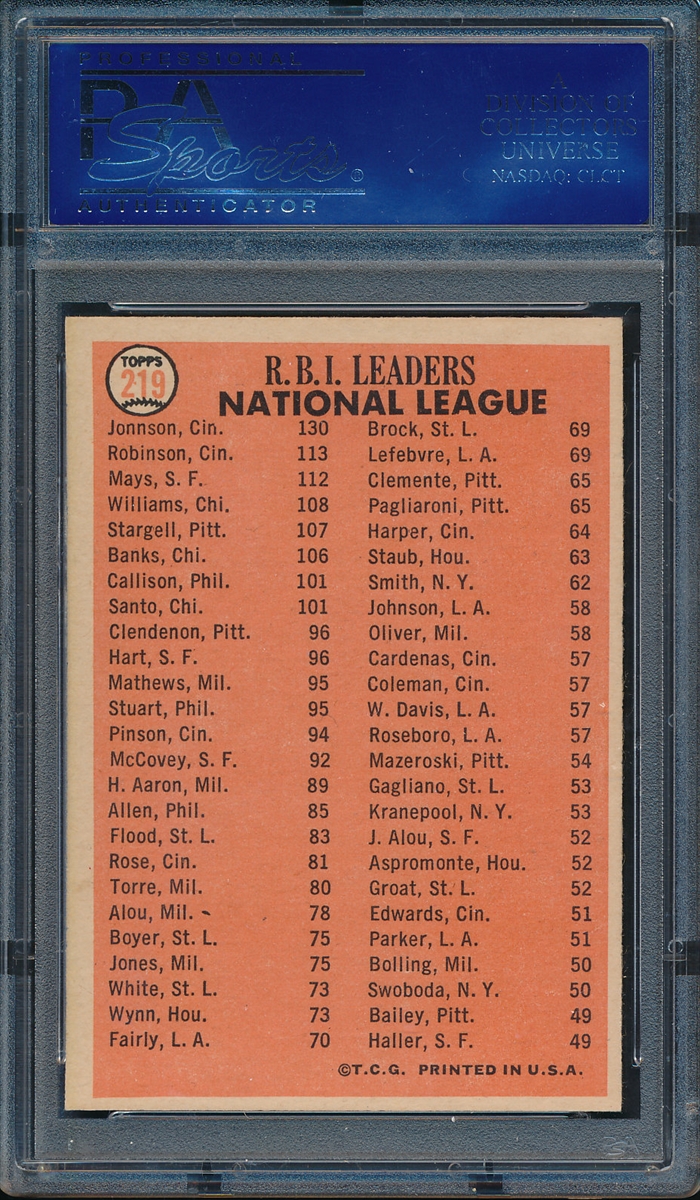 PROFESSIONAL
PSA
Sports®
AUTHENTICATOR
A
DIVISION OF
COLLECTORS
UNIVERSE
NASDAQ: CLCT
TOPPS
219
R.B.I. LEADERS
NATIONAL LEAGUE
Jonnson, Cin. 130
Robinson, Cin. 113
Mays, S. F. 112
Williams, Chi. 108
Stargell, Pitt. 107
Banks, Chi. 106
Callison, Phil. 101
Santo, Chi. 101
Clendenon, Pitt. 96
Hart, S. F. 96
Mathews, Mil. 95
Stuart, Phil. 95
Pinson, Cin. 94
McCovey, S. F. 92
H. Aaron, Mil. 89
Allen, Phil. 85
Flood, St. L. 83
Rose, Cin. 81
Torre, Mil. 80
Alou, Mil. 78
Boyer, St. L. 75
Jones, Mil. 75
White, St. L. 73
Wynn, Hou. 73
Fairly, L. A. 70
Brock, St. L. 69
Lefebvre, L. A. 69
Clemente, Pitt. 65
Pagliaroni, Pitt. 65
Harper, Cin. 64
Staub, Hou. 63
Smith, N. Y. 62
Johnson, L. A. 58
Oliver, Mil. 58
Cardenas, Cin. 57
Coleman, Cin. 57
W. Davis, L. A. 57
Roseboro, L. A. 57
Mazeroski, Pitt. 54
Gagliano, St. L. 53
Kranepool, N. Y. 53
J. Alou, S. F. 52
Aspromonte, Hou. 52
Groat, St. L. 52
Edwards, Cin. 51
Parker, L. A. 51
Bolling, Mil. 50
Swoboda, N. Y. 50
Bailey, Pitt. 49
Haller, S. F. 49
©T.C.G. PRINTED IN U.S.A.